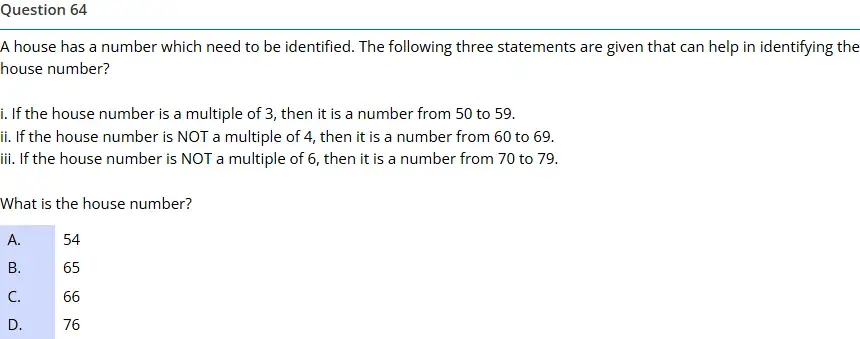 Question 64
A house has a number which need to be identified. The following three statements are given that can help in identifying the
house number?
i. If the house number is a multiple of 3, then it is a number from 50 to 59.
ii. If the house number is NOT a multiple of 4, then it is a number from 60 to 69.
iii. If the house number is NOT a multiple of 6, then it is a number from 70 to 79.
What is the house number?
A. 54
B. 65
C. 66
D. 76